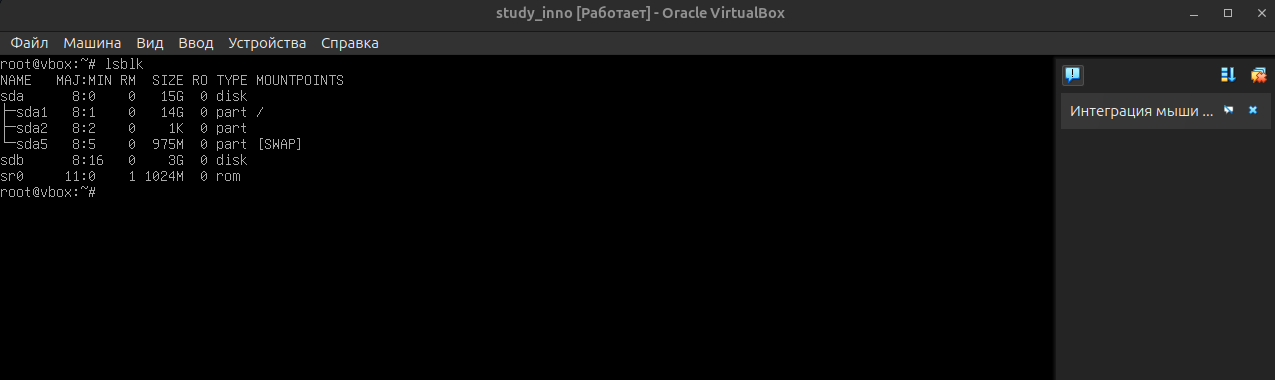 study_inno [Работает] - Oracle VirtualBox
Файл Машина Вид Ввод Устройства Справка
root@vbox:~# lsblk
NAME   MAJ:MIN RM  SIZE RO TYPE MOUNTPOINTS
sda      8:0    0   15G  0 disk
├─sda1   8:1    0   14G  0 part /
├─sda2   8:2    0    1K  0 part
└─sda5   8:5    0  975M  0 part [SWAP]
sdb      8:16   0    3G  0 disk
sr0     11:0    1 1024M  0 rom
root@vbox:~#
Интеграция мыши ...